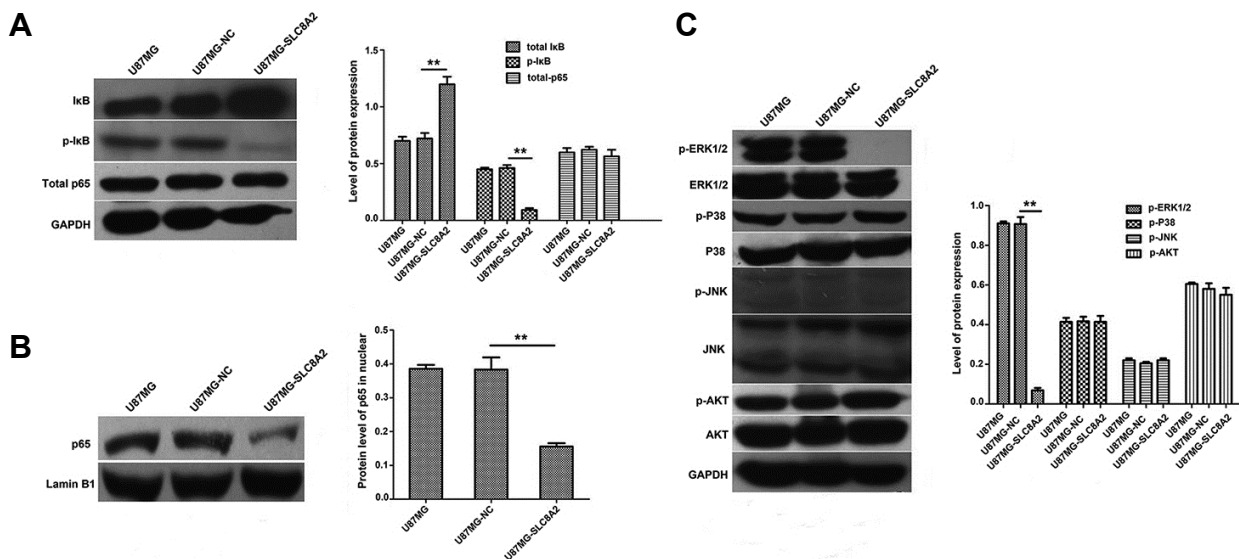 A
U87MG
U87MG-NC
U87MG-SLC8A2
IκB
p-IκB
Total p65
GAPDH
Level of protein expression
1.5
1.0
0.5
0.0
**
**
total IκB
p-IκB
total-p65
U87MG
U87MG-NC
U87MG-SLC8A2
U87MG
U87MG-NC
U87MG-SLC8A2
U87MG
U87MG-NC
U87MG-SLC8A2
B
U87MG
U87MG-NC
U87MG-SLC8A2
p65
Lamin B1
Protein level of p65 in nuclear
0.5
0.4
0.3
0.2
0.1
0.0
**
U87MG
U87MG-NC
U87MG-SLC8A2
C
U87MG
U87MG-NC
U87MG-SLC8A2
p-ERK1/2
ERK1/2
p-P38
P38
p-JNK
JNK
p-AKT
AKT
GAPDH
Level of protein expression
1.0
0.8
0.6
0.4
0.2
0.0
**
p-ERK1/2
p-P38
p-JNK
p-AKT
U87MG
U87MG-NC
U87MG-SLC8A2
U87MG
U87MG-NC
U87MG-SLC8A2
U87MG
U87MG-NC
U87MG-SLC8A2
U87MG
U87MG-NC
U87MG-SLC8A2